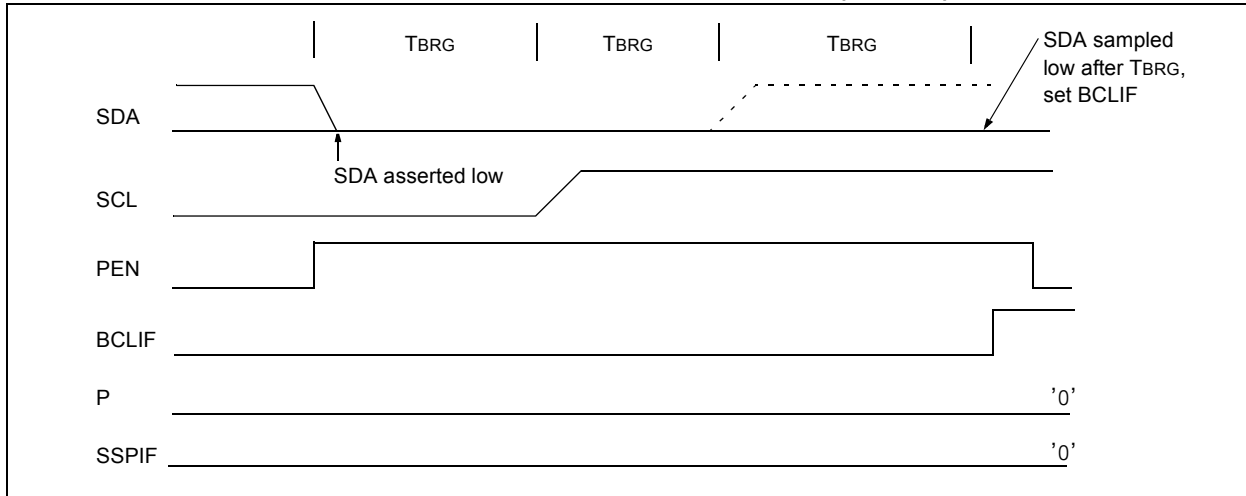 TBRG TBRG TBRG
SDA sampled
low after TBRG,
set BCLIF
SDA
SDA asserted low
SCL
PEN
BCLIF
P '0'
SSPIF '0'